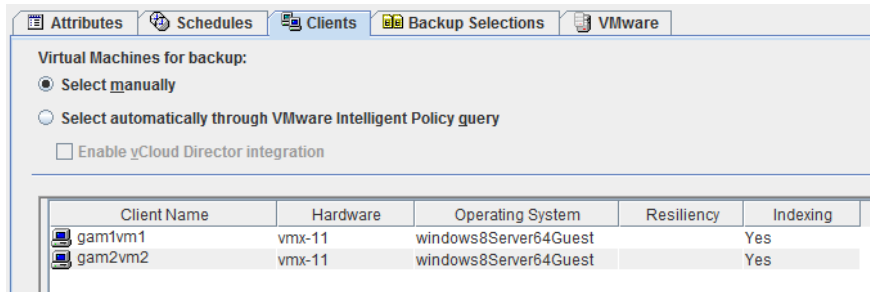 Attributes Schedules Clients Backup Selections VMware
Virtual Machines for backup:
Select manually
Select automatically through VMware Intelligent Policy query
Enable vCloud Director integration
Client Name Hardware Operating System Resiliency Indexing
gam1vm1 vmx-11 windows8Server64Guest Yes
gam2vm2 vmx-11 windows8Server64Guest Yes